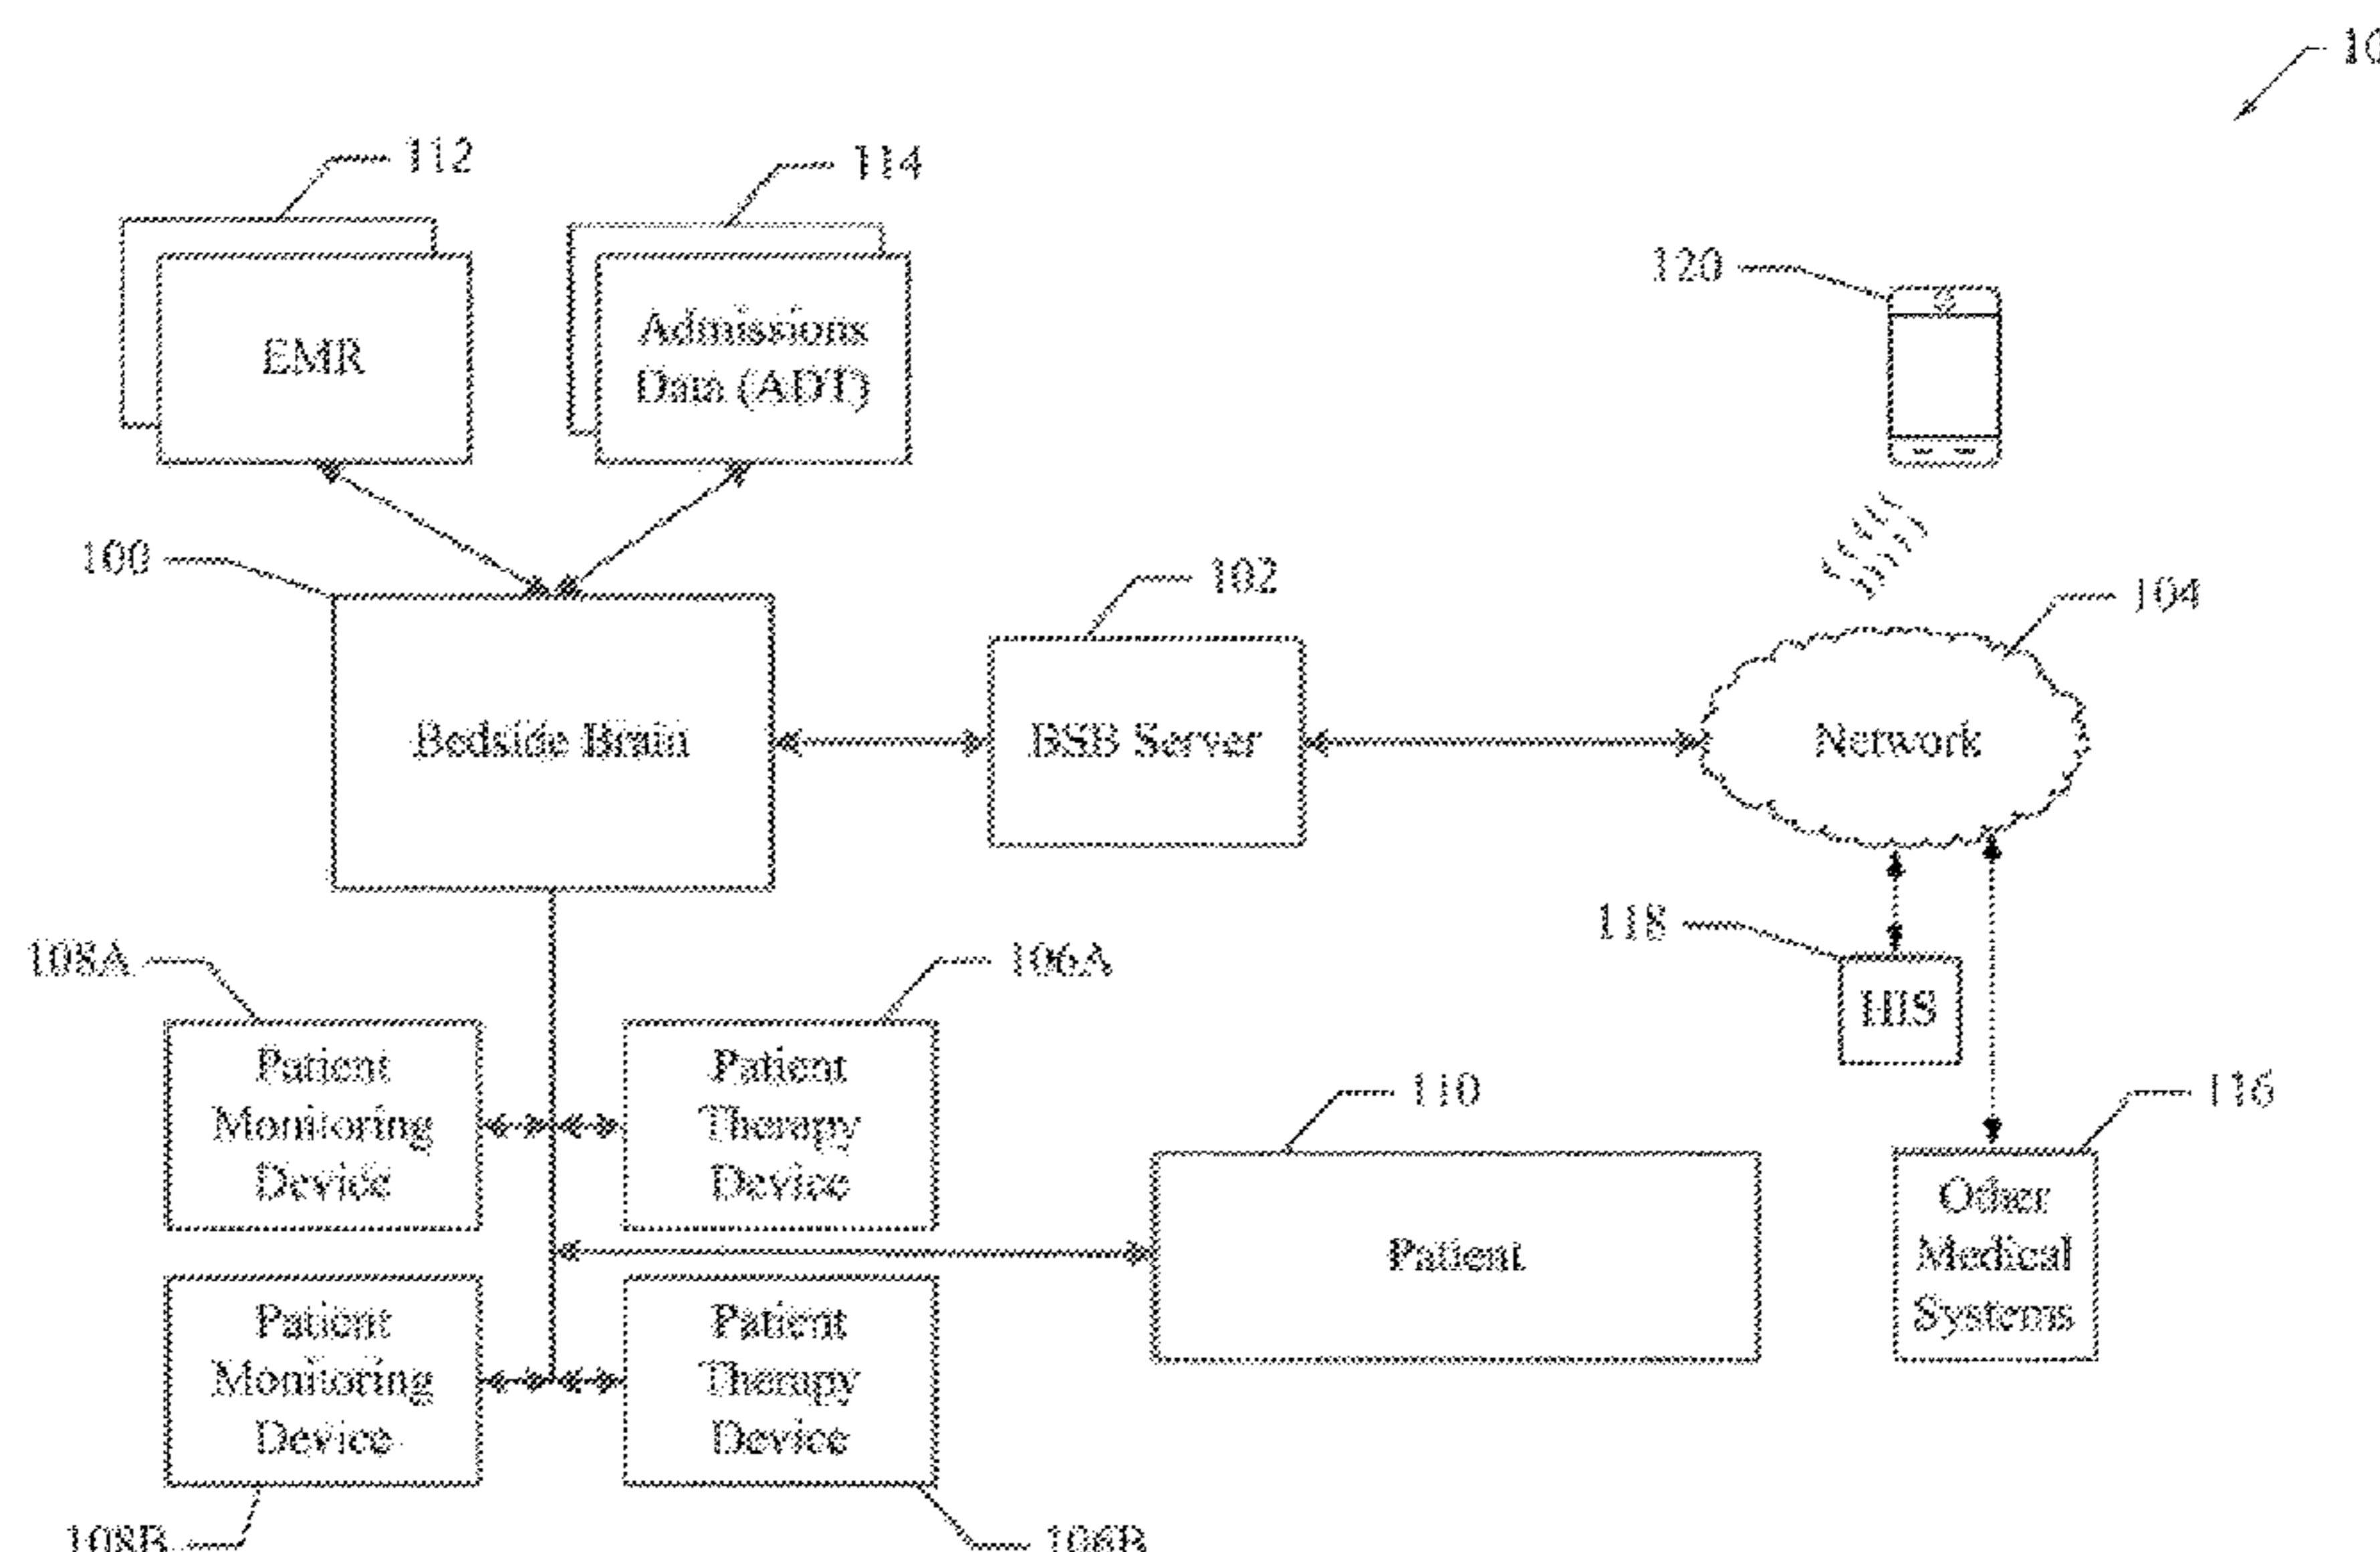 10
112
114
EMR
Admissions
Data (ADT)
120
100
102
104
Bedside Brain
BSB Server
Network
108A
106A
118
HIS
Patient
Monitoring
Device
Patient
Therapy
Device
110
116
Patient
Other
Medical
Systems
Patient
Monitoring
Device
Patient
Therapy
Device
108B
106B